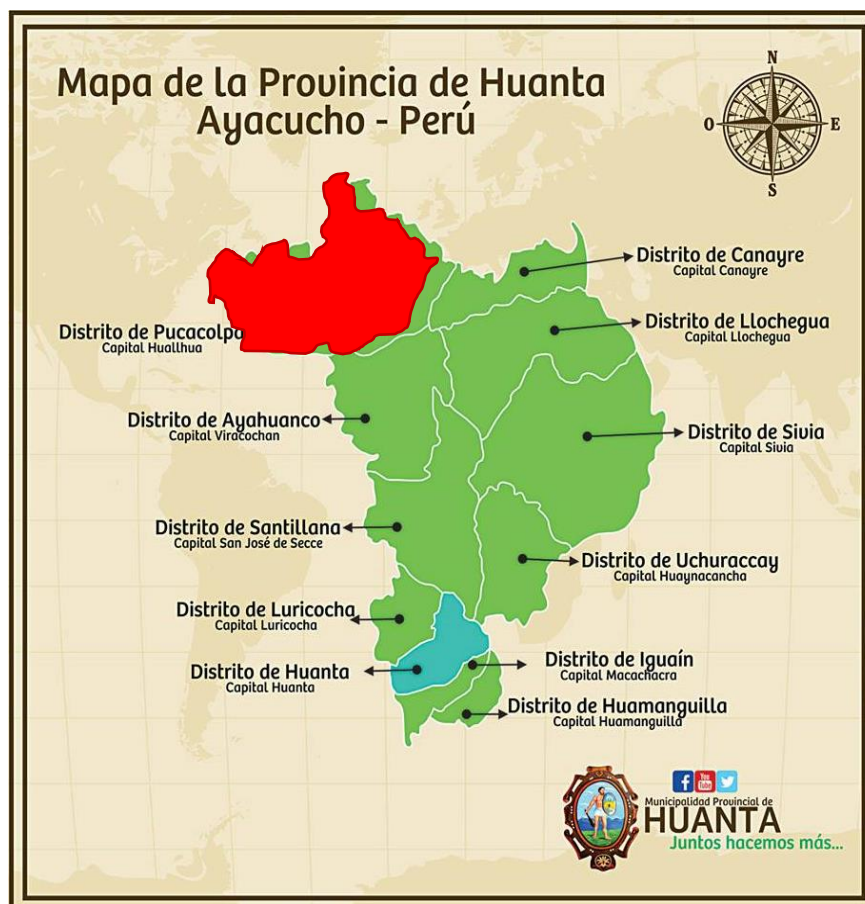 Mapa de la Provincia de Huanta
Ayacucho - Perú
N
O
E
S
Distrito de Canayre
Capital Canayre
Distrito de Llochegua
Capital Llochegua
Distrito de Pucacolpa
Capital Huallhua
Distrito de Ayahuanco
Capital Viracochan
Distrito de Sivia
Capital Sivia
Distrito de Santillana
Capital San José de Secce
Distrito de Uchuraccay
Capital Huaynacancha
Distrito de Luricocha
Capital Luricocha
Distrito de Huanta
Capital Huanta
Distrito de Iguaín
Capital Macachacra
Distrito de Huamanguilla
Capital Huamanguilla
You
Tube
Municipalidad Provincial de
HUANTA
Juntos hacemos más...